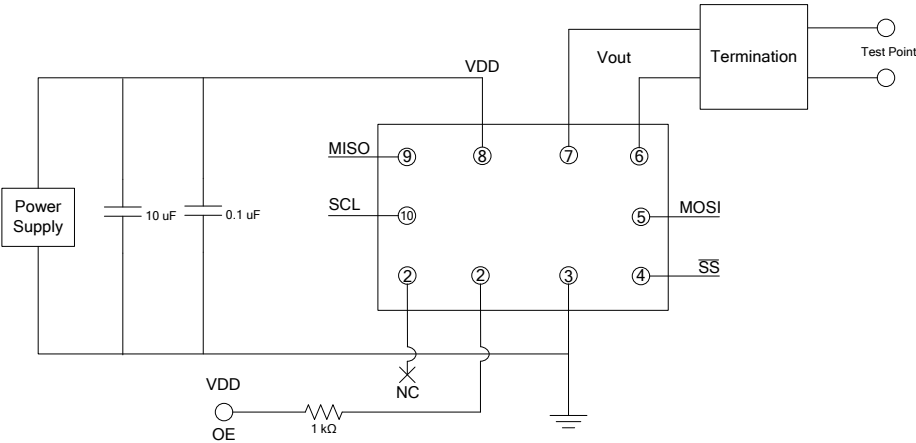 VDD
Vout
Termination
Test Point
MISO
9
8
7
6
Power
Supply
10 uF
0.1 uF
SCL
10
5
MOSI
2
2
3
4
SS
NC
VDD
OE
1 kΩ